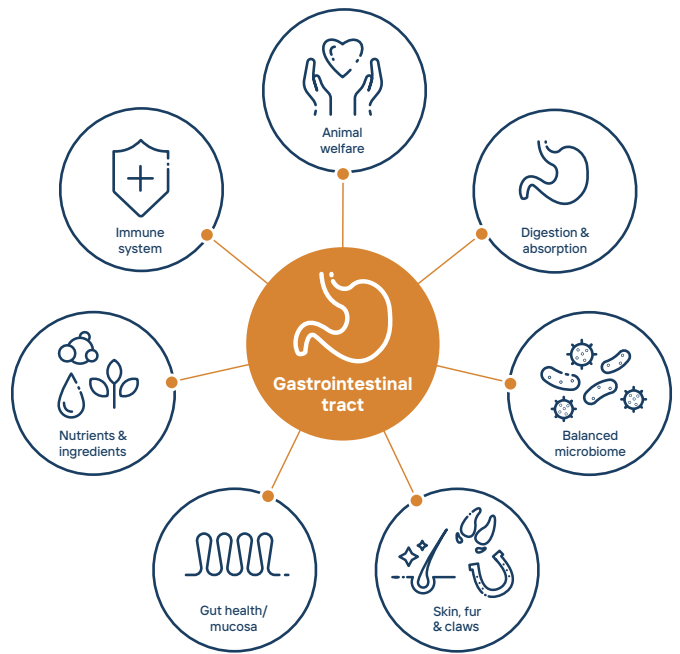 Animal
welfare
Immune
system
Digestion &
absorption
Gastrointestinal
tract
Nutrients &
ingredients
Balanced
microbiome
Gut health/
mucosa
Skin, fur
& claws